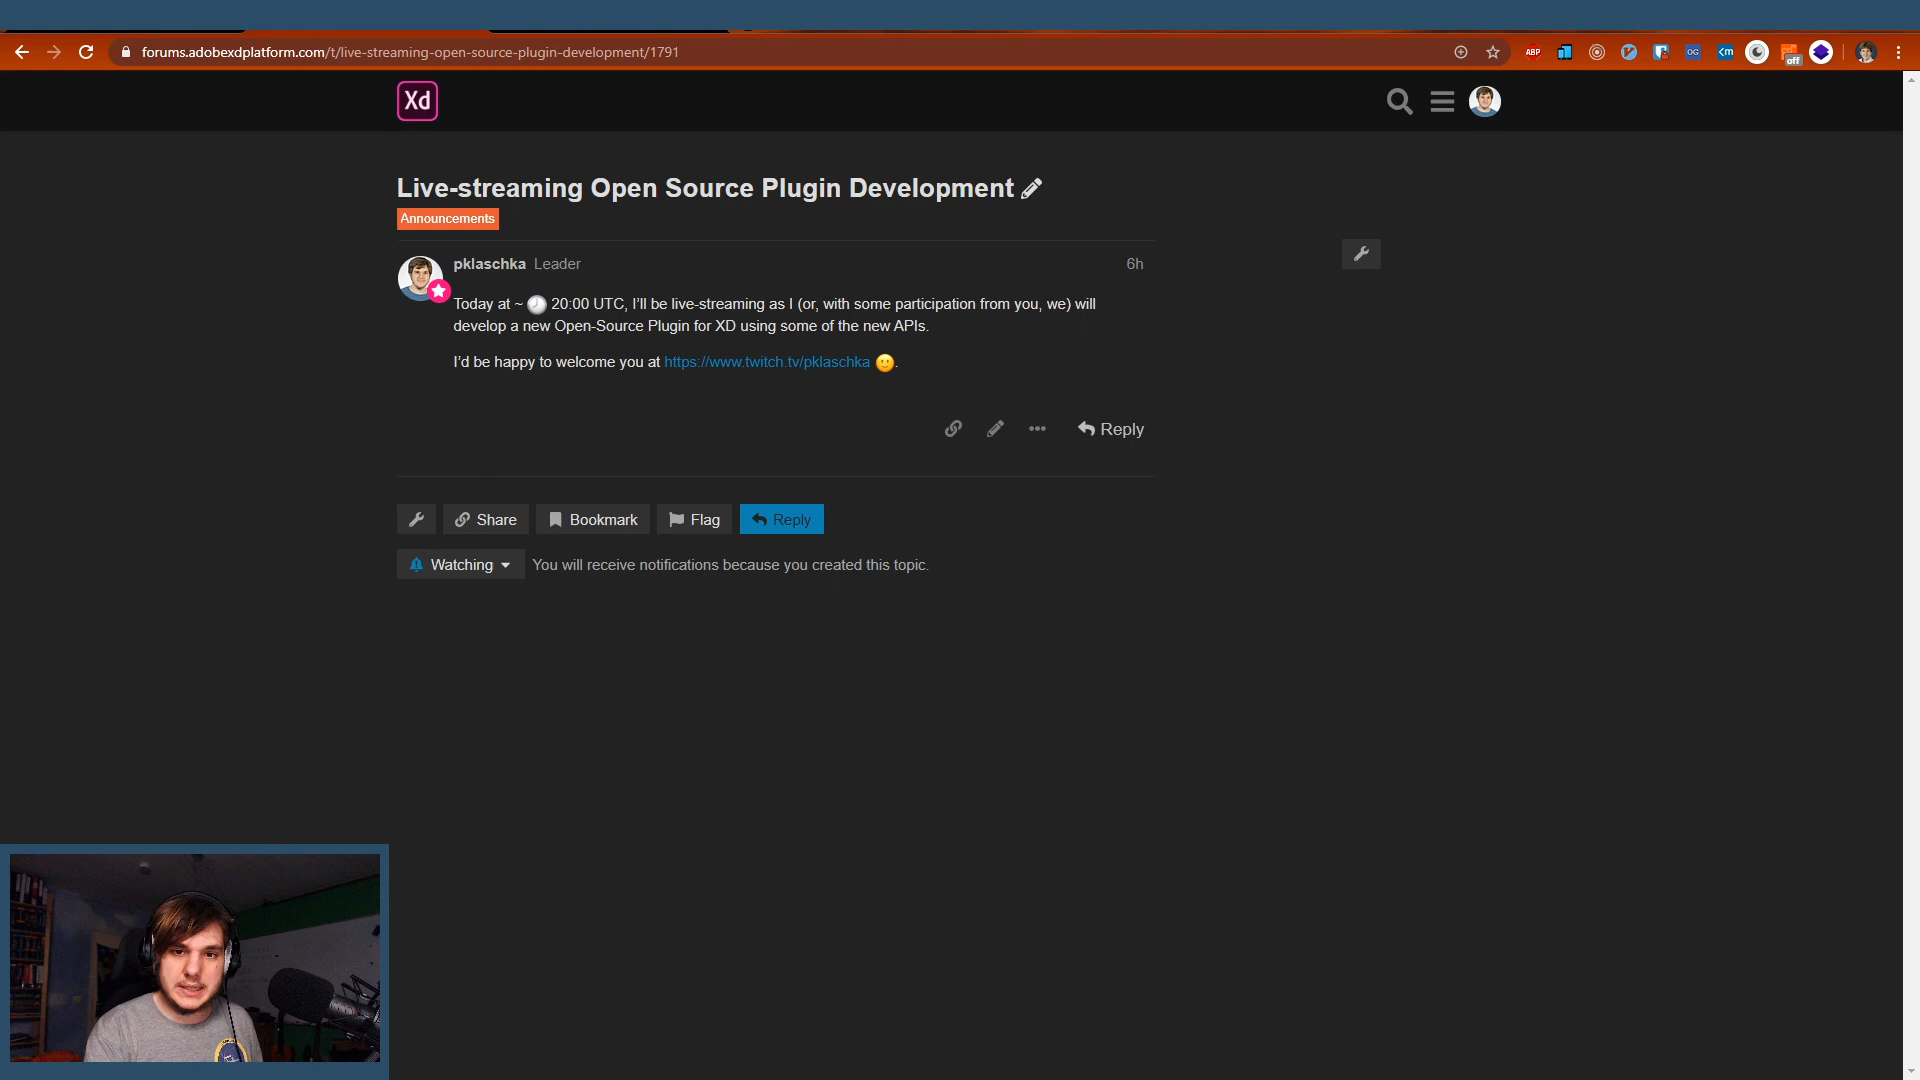 forums.adobexdplatform.com/t/live-streaming-open-source-plugin-development/1791
ABP
OG
<m
off
Xd
Live-streaming Open Source Plugin Development
Announcements
pklaschka Leader 6h
Today at ~ 20:00 UTC, I'll be live-streaming as I (or, with some participation from you, we) will
develop a new Open-Source Plugin for XD using some of the new APIs.
I'd be happy to welcome you at https://www.twitch.tv/pklaschka .
Reply
Share
Bookmark
Flag
Reply
Watching
You will receive notifications because you created this topic.